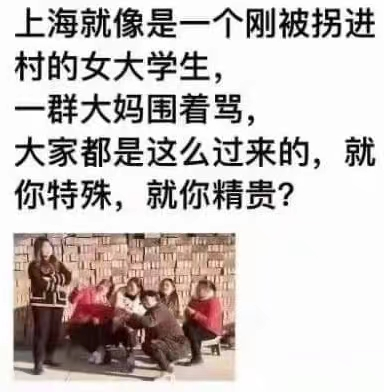 上海就像是一个刚被拐进
村的女大学生，
一群大妈围着骂，
大家都是这么过来的，就
你特殊，就你精贵？